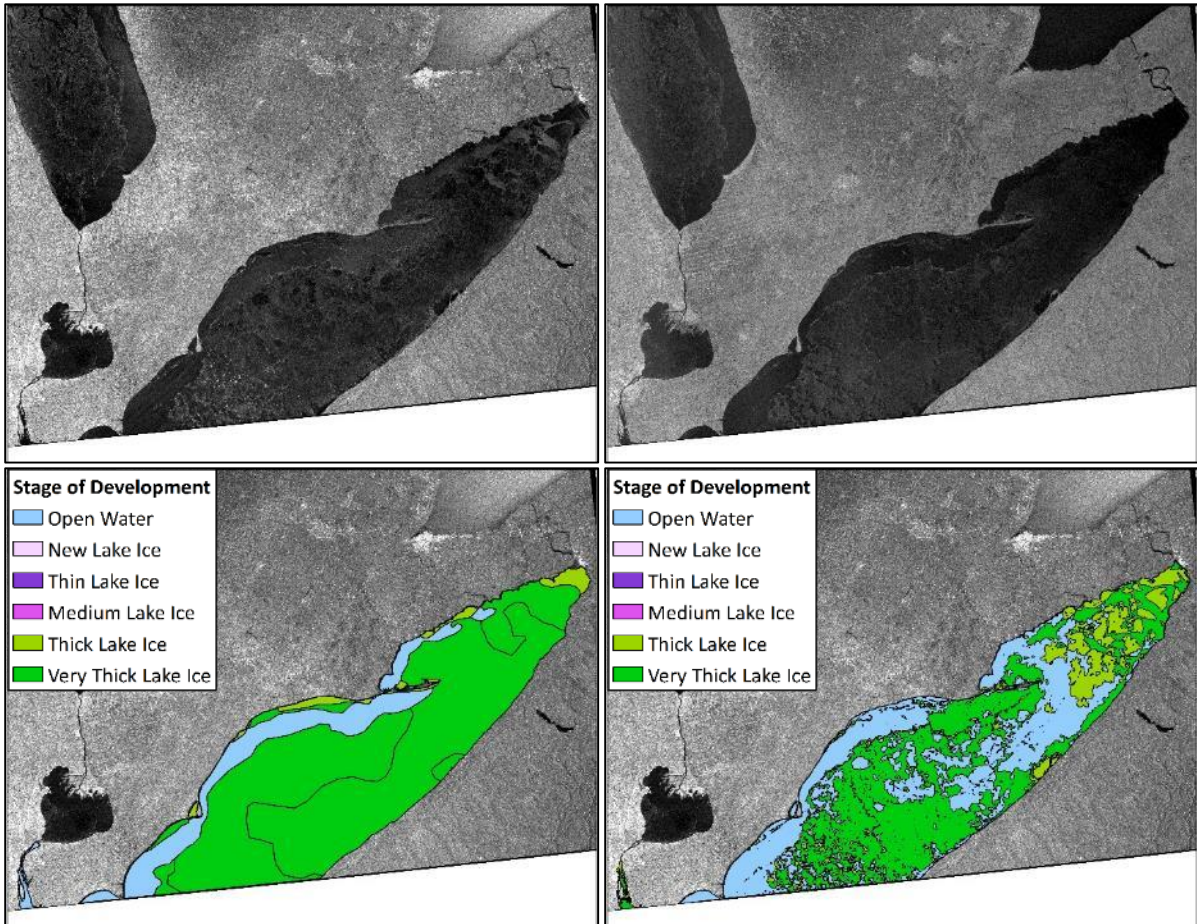 Stage of Development
Open Water
New Lake Ice
Thin Lake Ice
Medium Lake Ice
Thick Lake Ice
Very Thick Lake Ice
Stage of Development
Open Water
New Lake Ice
Thin Lake Ice
Medium Lake Ice
Thick Lake Ice
Very Thick Lake Ice